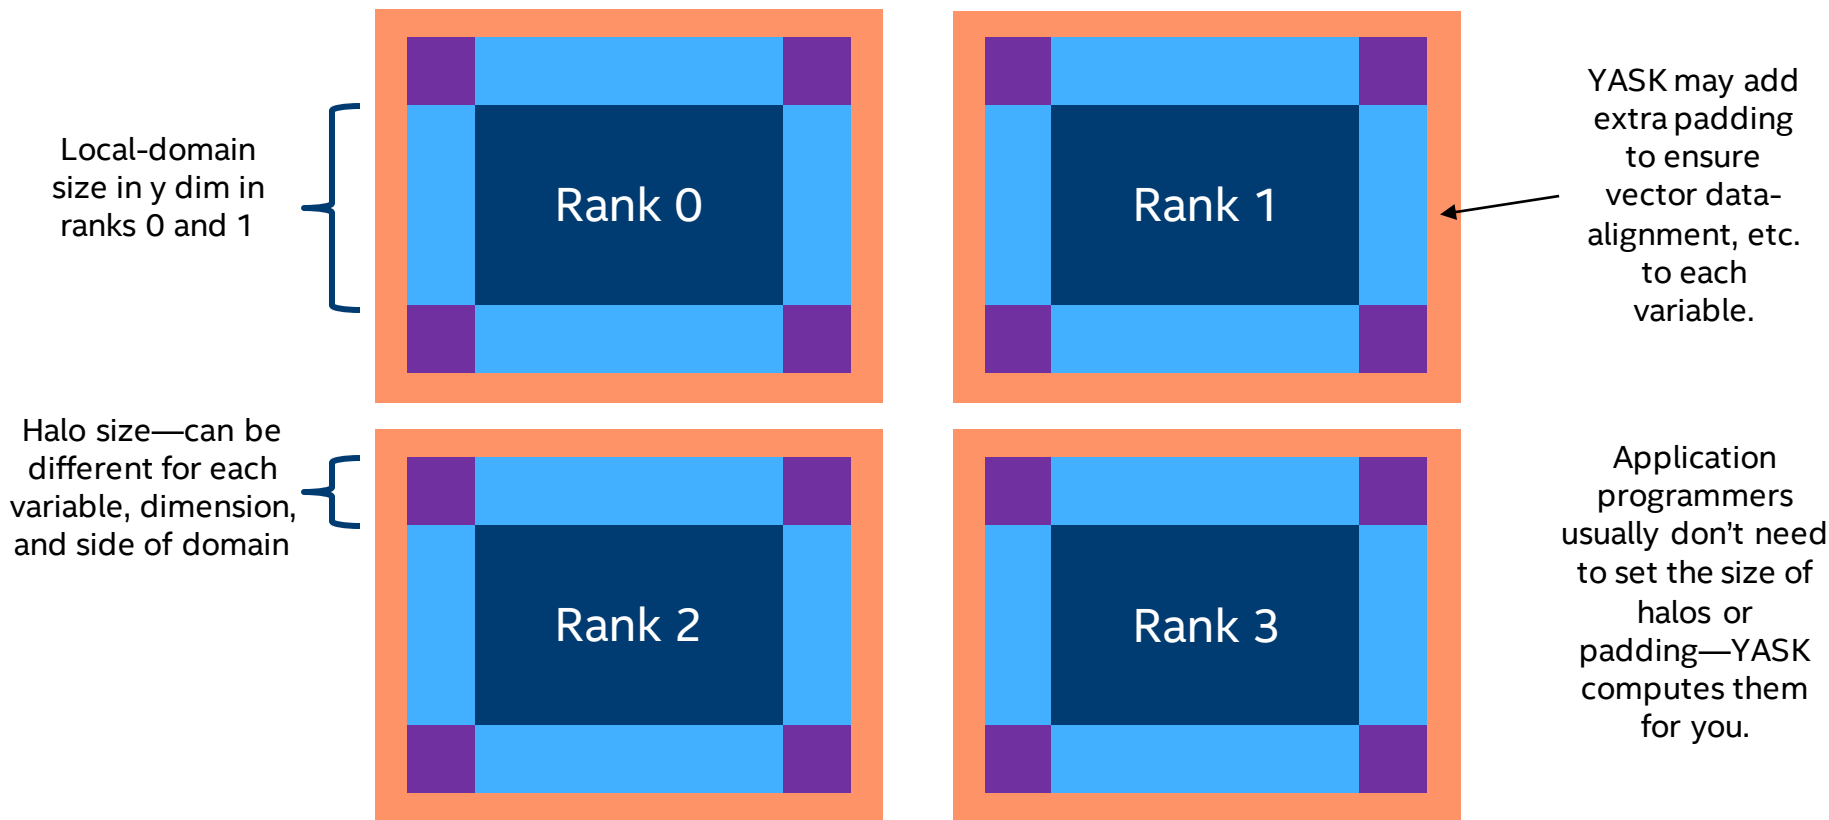 Local-domain
size in y dim in
ranks 0 and 1
Rank 0
Rank 1
YASK may add
extra padding
to ensure
vector data-
alignment, etc.
to each
variable.
Halo size—can be
different for each
variable, dimension,
and side of domain
Rank 2
Rank 3
Application
programmers
usually don’t need
to set the size of
halos or
padding—YASK
computes them
for you.